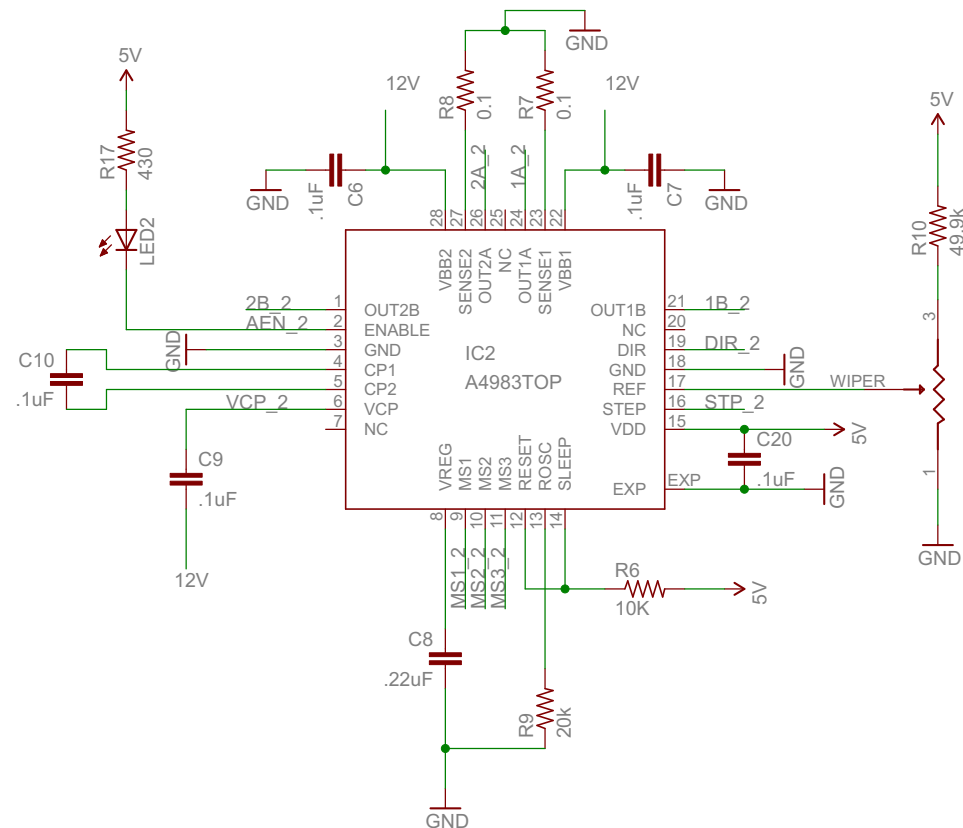 5V
GND
12V
R8
0.1
R7
0.1
12V
5V
R17
430
GND
.1uF
C6
2A_2
1A_2
.1uF
C7
GND
R10
49.9k
28
27
26
25
24
23
22
LED2
VBB2
SENSE2
OUT2A
NC
OUT1A
SENSE1
VBB1
2B_2
1
OUT2B
OUT1B
21
1B_2
3
AEN_2
2
ENABLE
NC
20
GND
3
GND
IC2
DIR
19
DIR_2
C10
4
CP1
A4983TOP
GND
18
GND
.1uF
5
CP2
REF
17
WIPER
VCP_2
6
VCP
STEP
16
STP_2
7
NC
VDD
15
5V
C9
.1uF
VREG
MS1
MS2
MS3
RESET
ROSC
SLEEP
C20
.1uF
1
EXP
EXP
GND
8
9
10
11
12
13
14
12V
MS1_2
MS2_2
MS3_2
R6
10K
5V
GND
C8
.22uF
R9
20k
GND